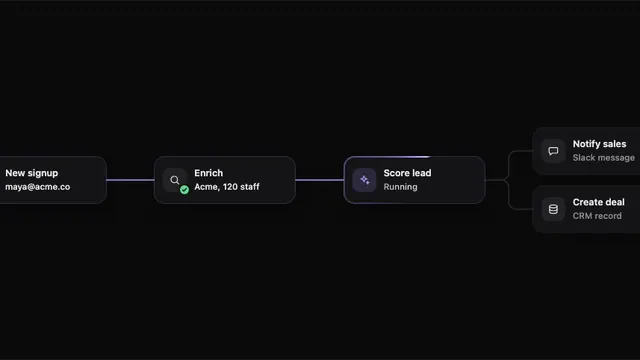 New signup
maya@acme.co
Enrich
Acme, 120 staff
Score lead
Running
Notify sales
Slack message
Create deal
CRM record